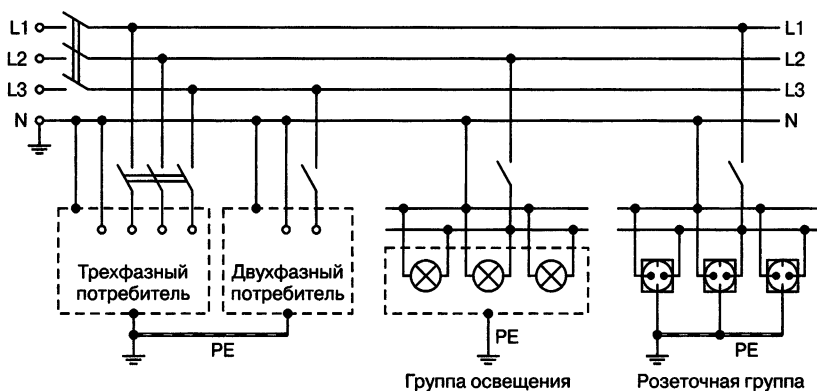 L1 L1
L2 L2
L3 L3
N N
Трехфазный
потребитель
Двухфазный
потребитель
PE
PE
PE
Группа освещения
Розеточная группа